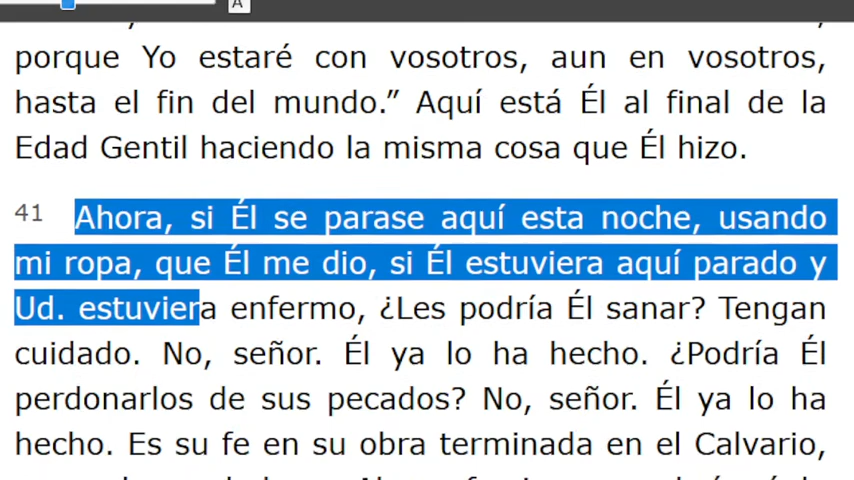 A
porque Yo estaré con vosotros, aun en vosotros,
hasta el fin del mundo.” Aquí está Él al final de la
Edad Gentil haciendo la misma cosa que Él hizo.
41 Ahora, si Él se parase aquí esta noche, usando
mi ropa, que Él me dio, si Él estuviera aquí parado y
Ud. estuviera enfermo, ¿Les podría Él sanar? Tengan
cuidado. No, señor. Él ya lo ha hecho. ¿Podría Él
perdonarlos de sus pecados? No, señor. Él ya lo ha
hecho. Es su fe en su obra terminada en el Calvario,